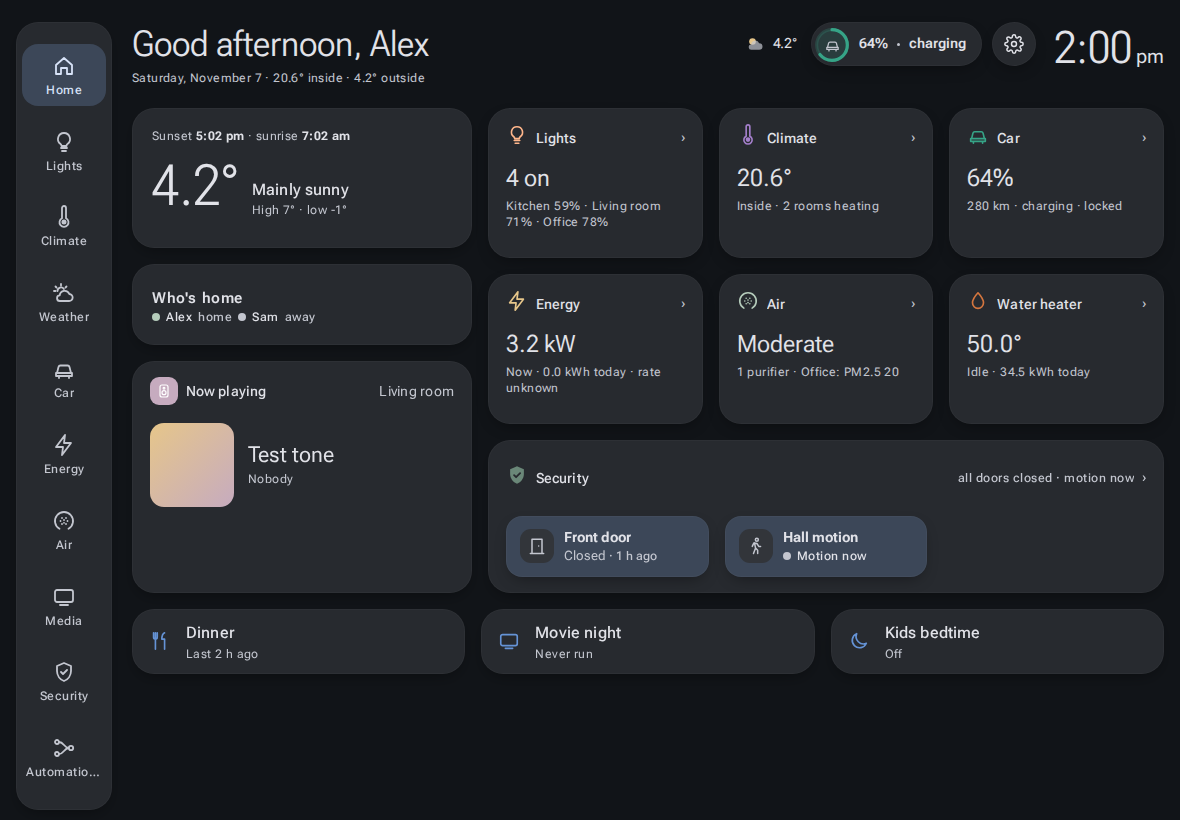 Good afternoon, Alex
Saturday, November 7 · 20.6° inside · 4.2° outside
4.2°
64% · charging
2:00 pm
Home
Lights
Climate
Weather
Car
Energy
Air
Media
Security
Automatio...
Sunset 5:02 pm · sunrise 7:02 am
4.2°
Mainly sunny
High 7° · low -1°
Who's home
Alex home Sam away
Now playing
Living room
Test tone
Nobody
Lights ›
4 on
Kitchen 59% · Living room
71% · Office 78%
Climate ›
20.6°
Inside · 2 rooms heating
Car ›
64%
280 km · charging · locked
Energy ›
3.2 kW
Now · 0.0 kWh today · rate
unknown
Air ›
Moderate
1 purifier · Office: PM2.5 20
Water heater ›
50.0°
Idle · 34.5 kWh today
Security
all doors closed · motion now ›
Front door
Closed · 1 h ago
Hall motion
Motion now
Dinner
Last 2 h ago
Movie night
Never run
Kids bedtime
Off